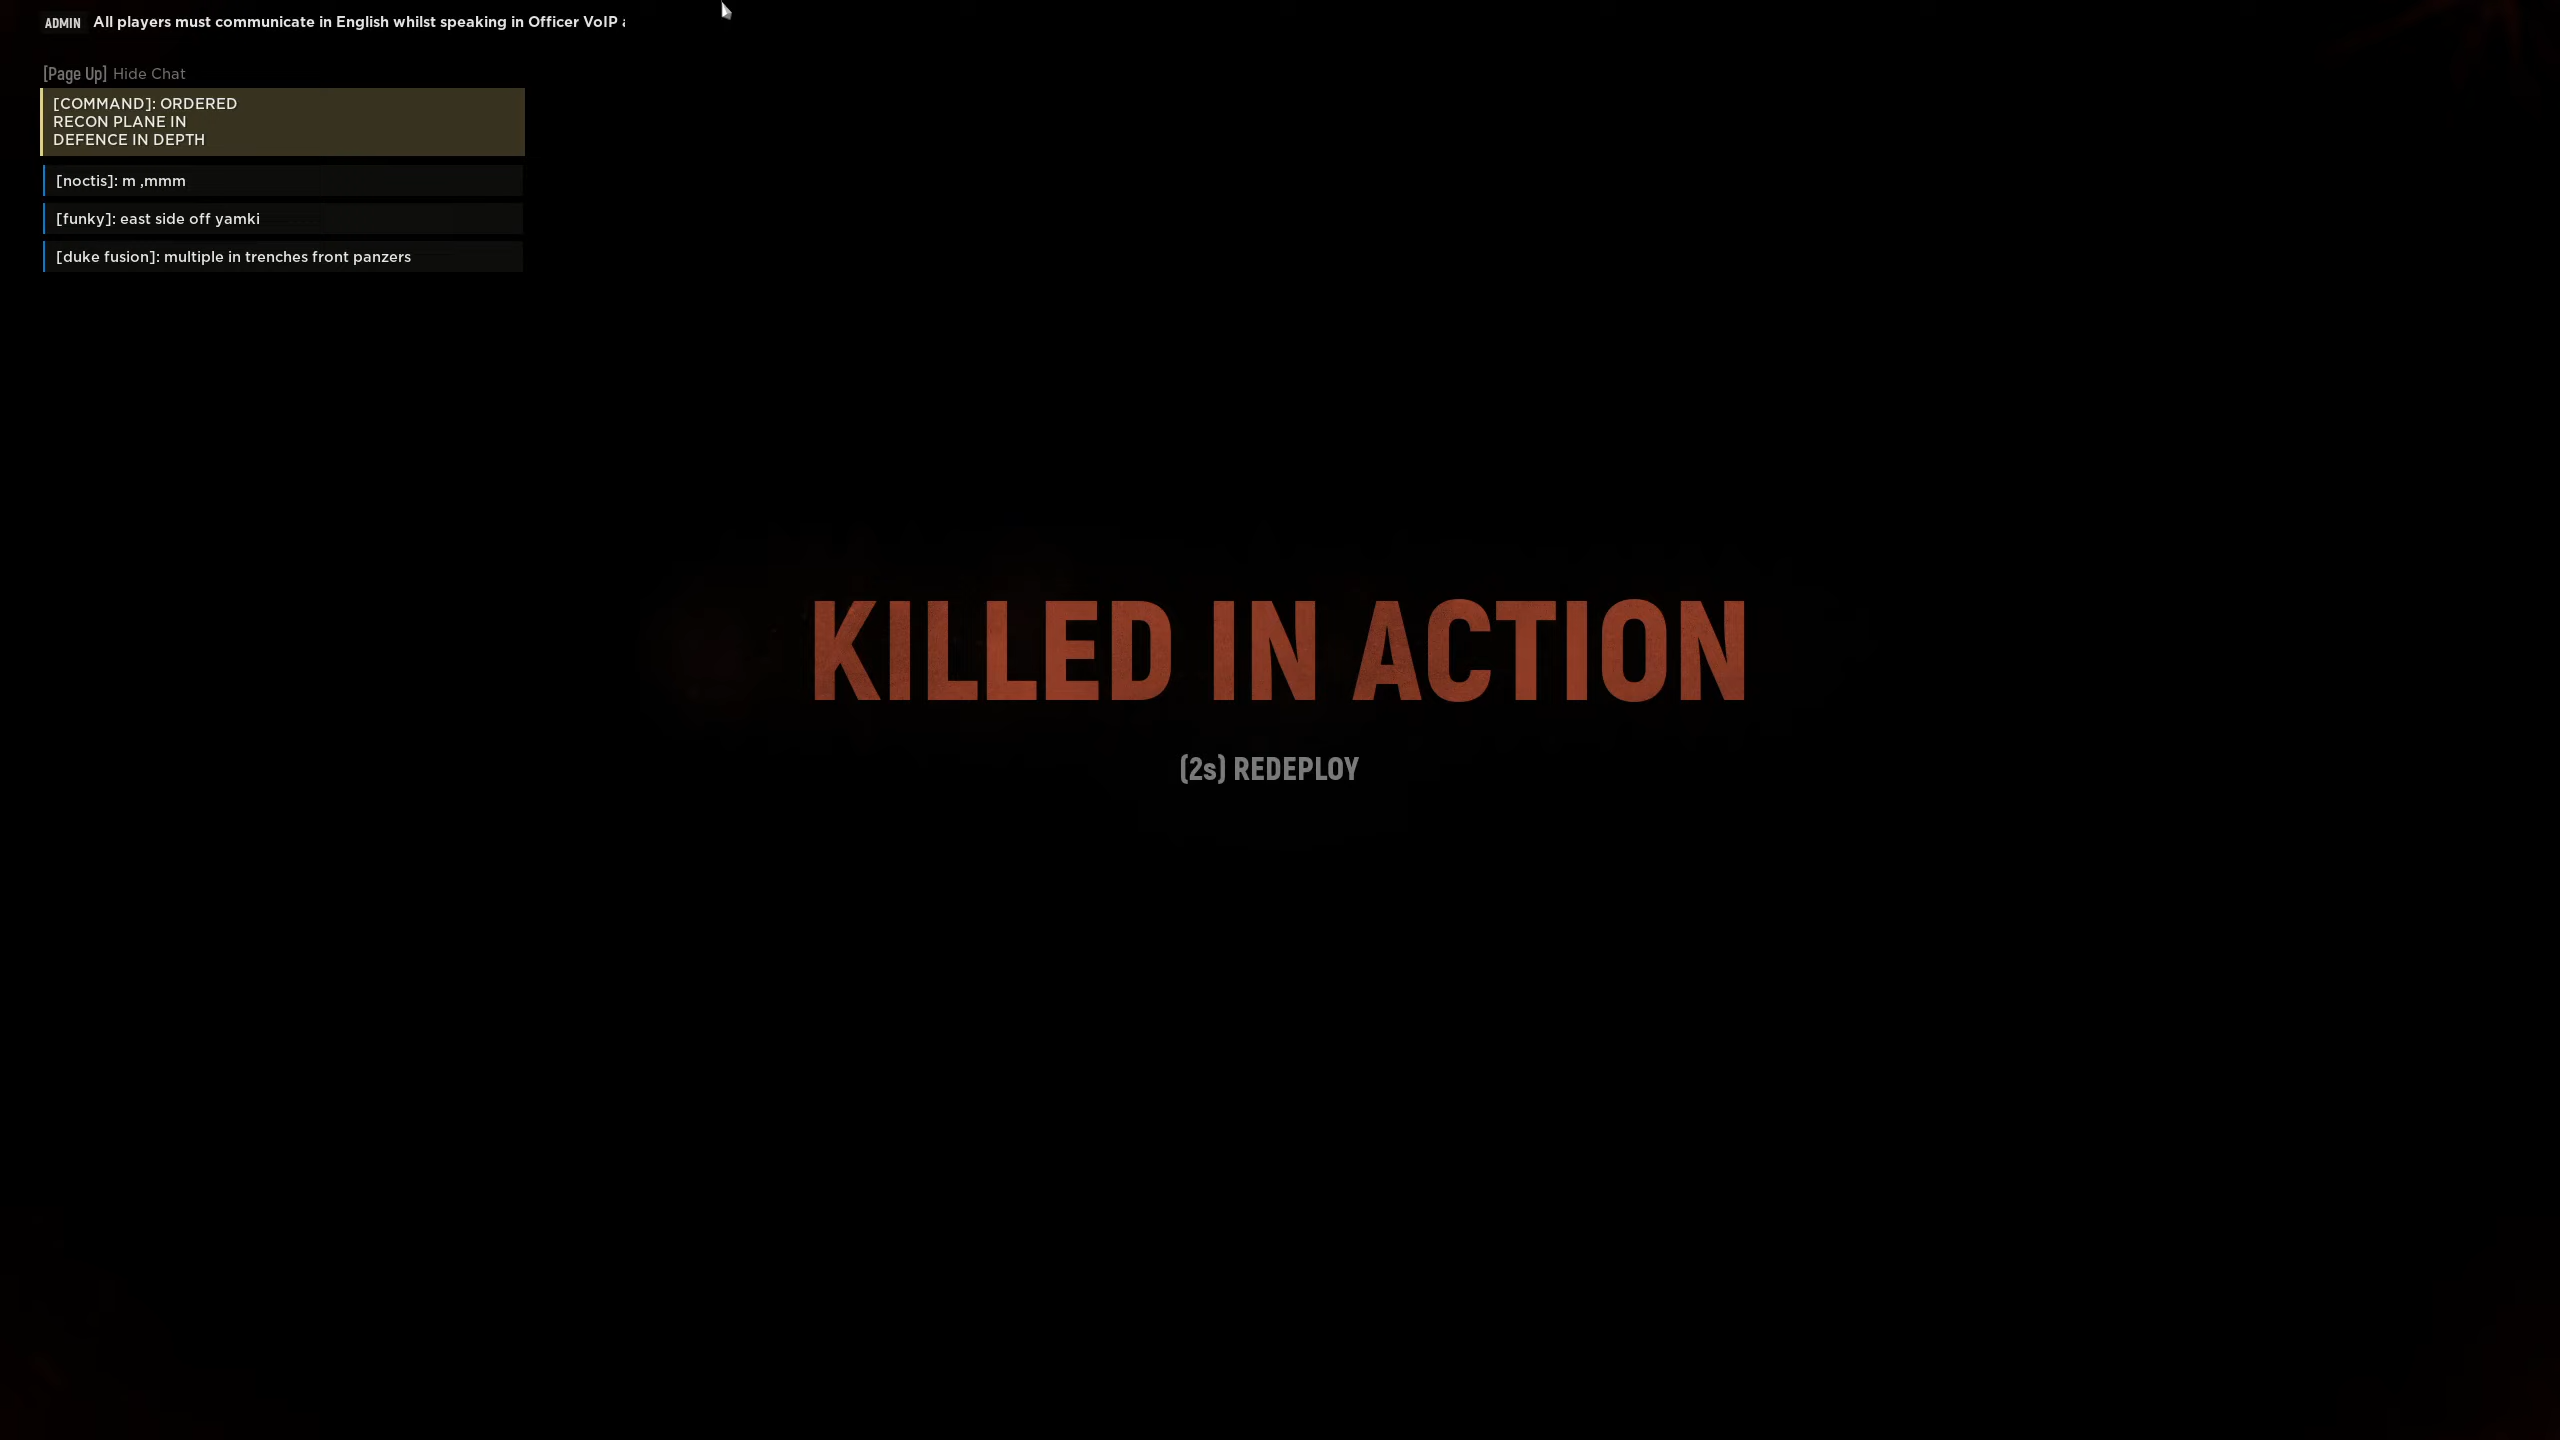 ADMIN All players must communicate in English whilst speaking in Officer VoIP
[Page Up] Hide Chat
[COMMAND]: ORDERED
RECON PLANE IN
DEFENCE IN DEPTH
[noctis]: m ,mmm
[funky]: east side off yamki
[duke fusion]: multiple in trenches front panzers
KILLED IN ACTION
(2s) REDEPLOY